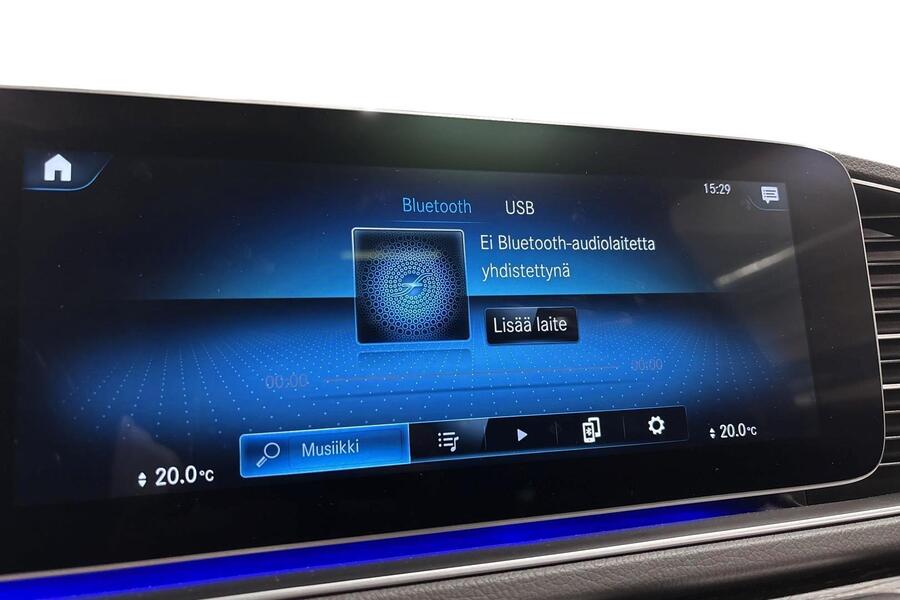 15:29
Bluetooth USB
Ei Bluetooth-audiolaitetta
yhdistettynä
Lisää laite
00:00 00:00
Musiikki
20.0°C 20.0°C